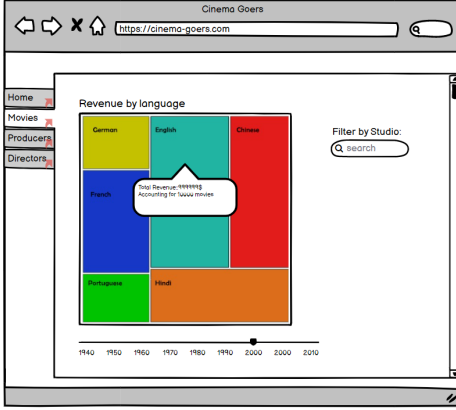 Cinema Goers
https://cinema-goers.com
Home
Movies
Producers
Directors
Revenue by language
German
English
Chinese
French
Portuguese
Hindi
Total Revenue:999999$
Accounting for 10000 movies
Filter by Studio:
search
1940 1950 1960 1970 1980 1990 2000 2000 2010